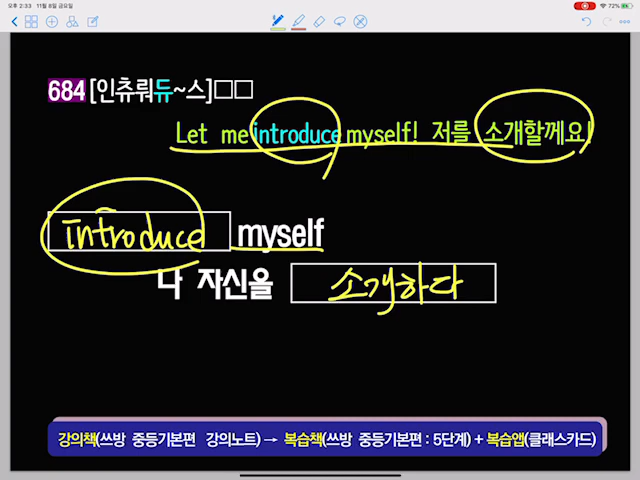 오후 2:33 11월 8일 금요일
72%
684 [인츄뤄듀~스]□□
Let me introduce myself! 저를 소개할께요!
introduce myself
나 자신을 소개하다
강의책(쓰방 중등기본편 강의노트) → 복습책(쓰방 중등기본편 : 5단계) + 복습앱(클래스카드)